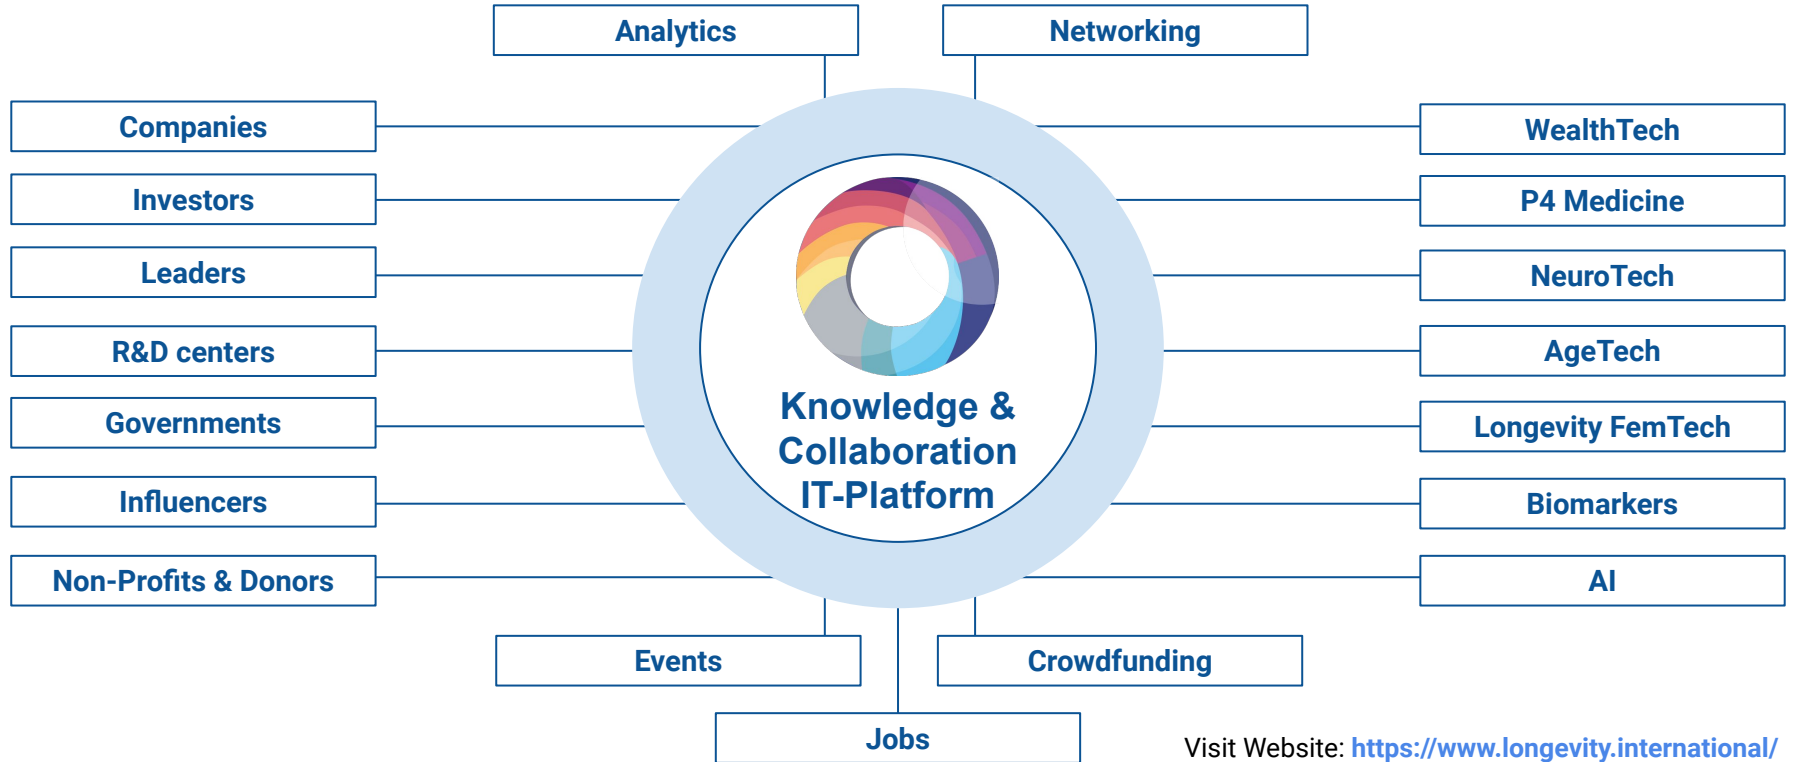 Analytics
Networking
Companies
Investors
Leaders
R&D centers
Governments
Influencers
Non-Profits & Donors
Knowledge &
Collaboration
IT-Platform
WealthTech
P4 Medicine
NeuroTech
AgeTech
Longevity FemTech
Biomarkers
AI
Events
Crowdfunding
Jobs
Visit Website: https://www.longevity.international/